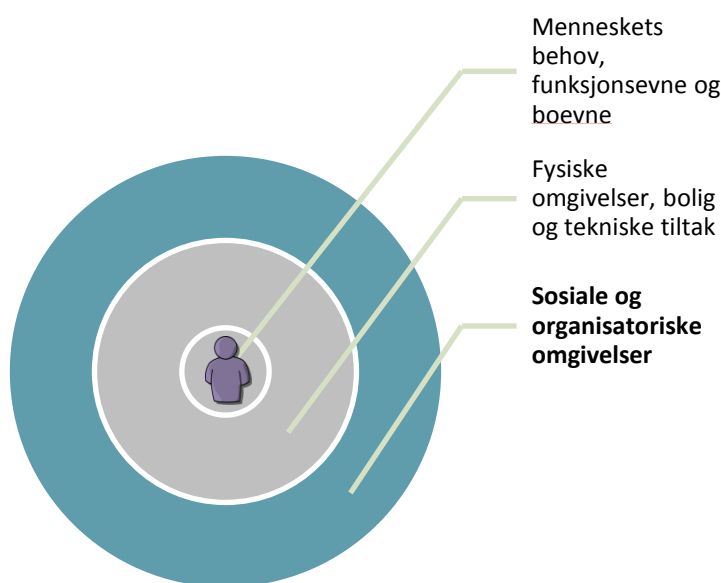 Menneskets
behov,
funksjonsevne og
boevne
Fysiske
omgivelser, bolig
og tekniske tiltak
Sosiale og
organisatoriske
omgivelser